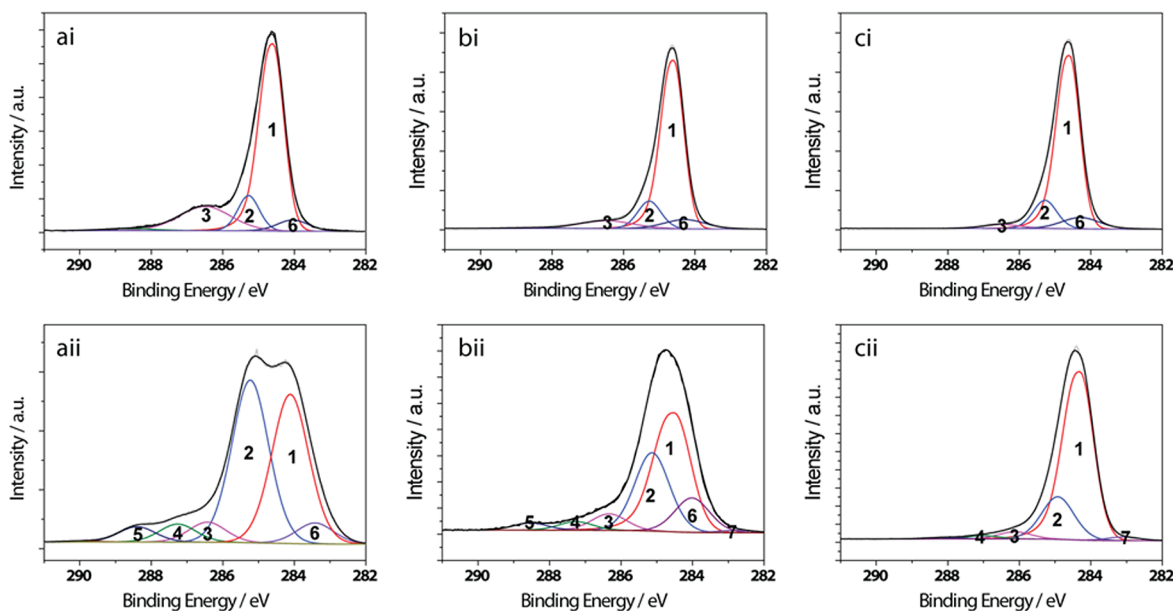 ai
1
3
2
6
Intensity / a.u.
290 288 286 284 282
Binding Energy / eV
bi
1
3
2
6
Intensity / a.u.
290 288 286 284 282
Binding Energy / eV
ci
1
3
2
6
Intensity / a.u.
290 288 286 284 282
Binding Energy / eV
aii
2
1
5
4
3
6
Intensity / a.u.
290 288 286 284 282
Binding Energy / eV
bii
1
2
5
4
3
6
7
Intensity / a.u.
290 288 286 284 282
Binding Energy / eV
cii
1
2
4
3
7
Intensity / a.u.
290 288 286 284 282
Binding Energy / eV